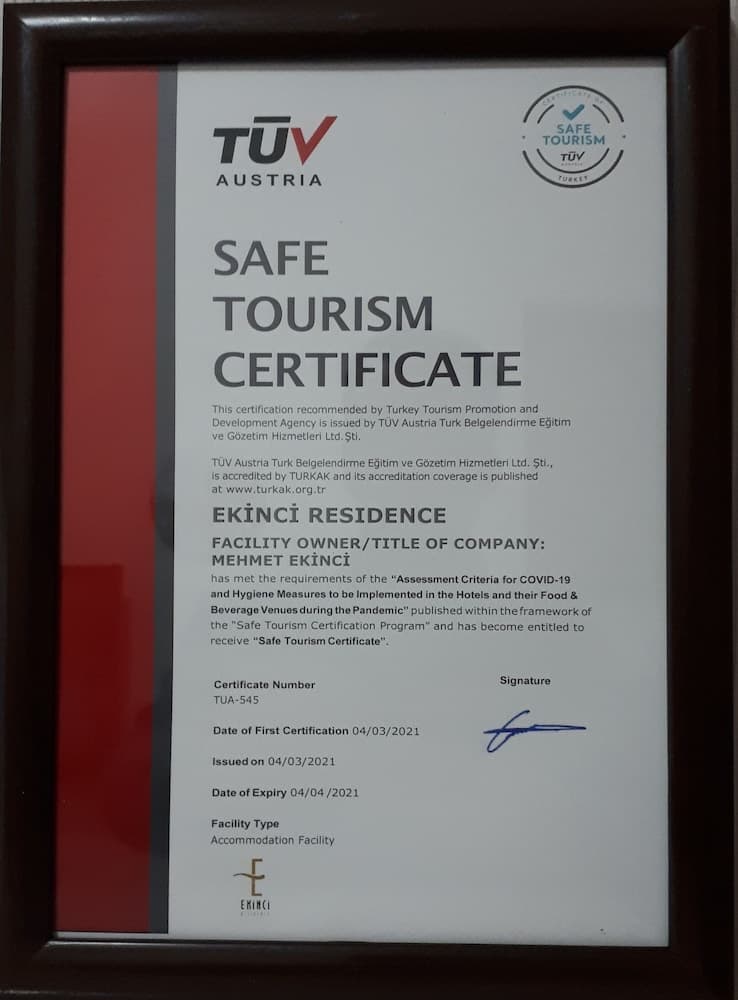 TÜV
AUSTRIA
CERTIFICATE OF
SAFE
TOURISM
TÜV
AUSTRIA
TURKEY
SAFE
TOURISM
CERTIFICATE
This certification recommended by Turkey Tourism Promotion and
Development Agency is issued by TÜV Austria Turk Belgelendirme Eğitim
ve Gözetim Hizmetleri Ltd.Şti.
TÜV Austria Turk Belgelendirme Eğitim ve Gözetim Hizmetleri Ltd. Şti.,
is accredited by TURKAK and its accreditation coverage is published
at www.turkak.org.tr
EKİNCİ RESIDENCE
FACILITY OWNER/TITLE OF COMPANY:
MEHMET EKİNCİ
has met the requirements of the “Assessment Criteria for COVID-19
and Hygiene Measures to be Implemented in the Hotels and their Food &
Beverage Venues during the Pandemic” published within the framework of
the “Safe Tourism Certification Program” and has become entitled to
receive “Safe Tourism Certificate”.
Certificate Number
TUA-545
Signature
Date of First Certification 04/03/2021
Issued on 04/03/2021
Date of Expiry 04/04/2021
Facility Type
Accommodation Facility
EKİNCİ